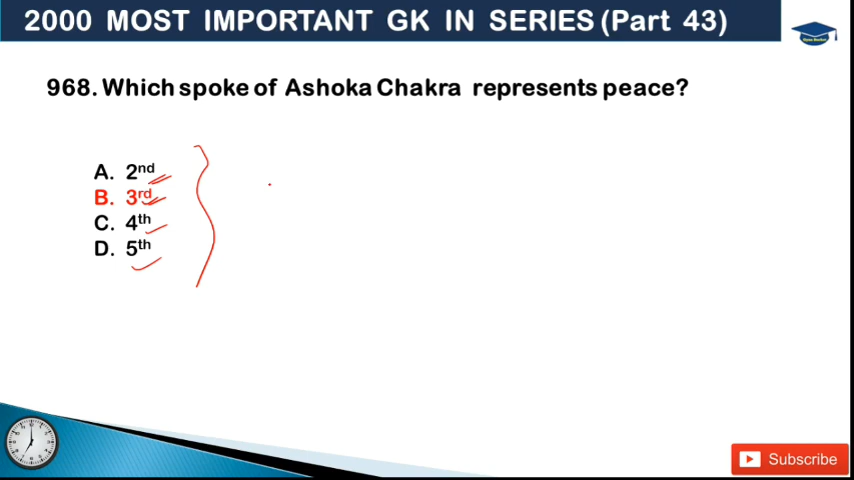 2000 MOST IMPORTANT GK IN SERIES (Part 43)
968. Which spoke of Ashoka Chakra represents peace?
A. 2nd
B. 3rd
C. 4th
D. 5th
Subscribe